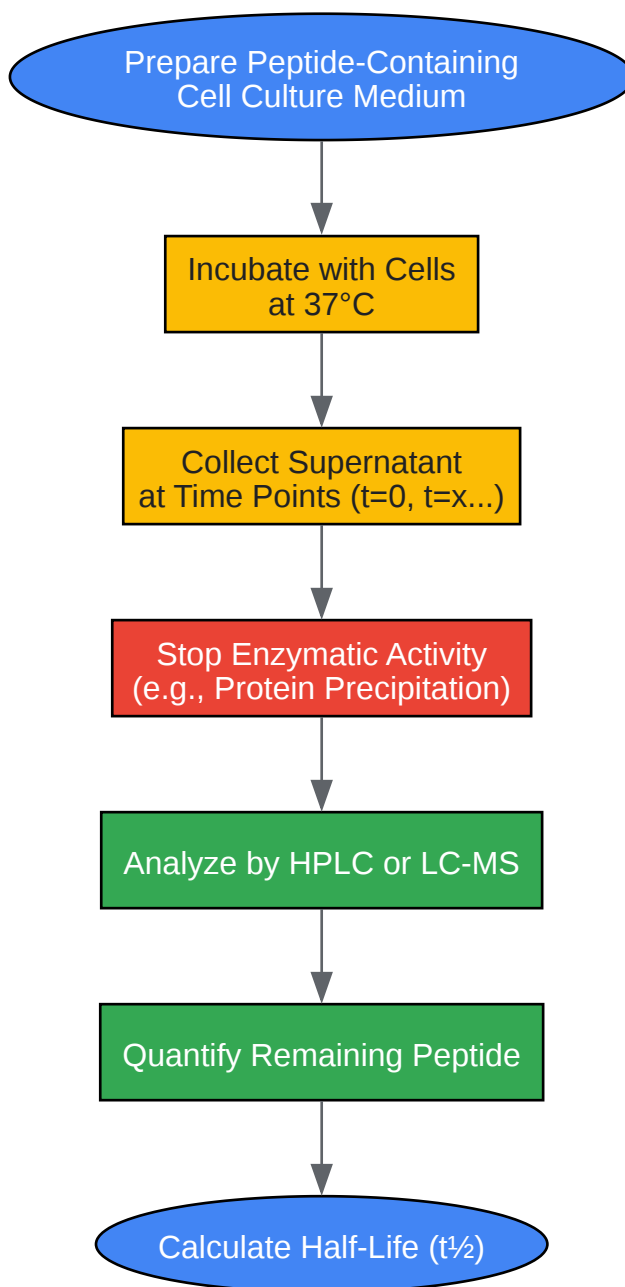 Prepare Peptide-Containing
Cell Culture Medium
Incubate with Cells
at 37°C
Collect Supernatant
at Time Points (t=0, t=x...)
Stop Enzymatic Activity
(e.g., Protein Precipitation)
Analyze by HPLC or LC-MS
Quantify Remaining Peptide
Calculate Half-Life (t½)